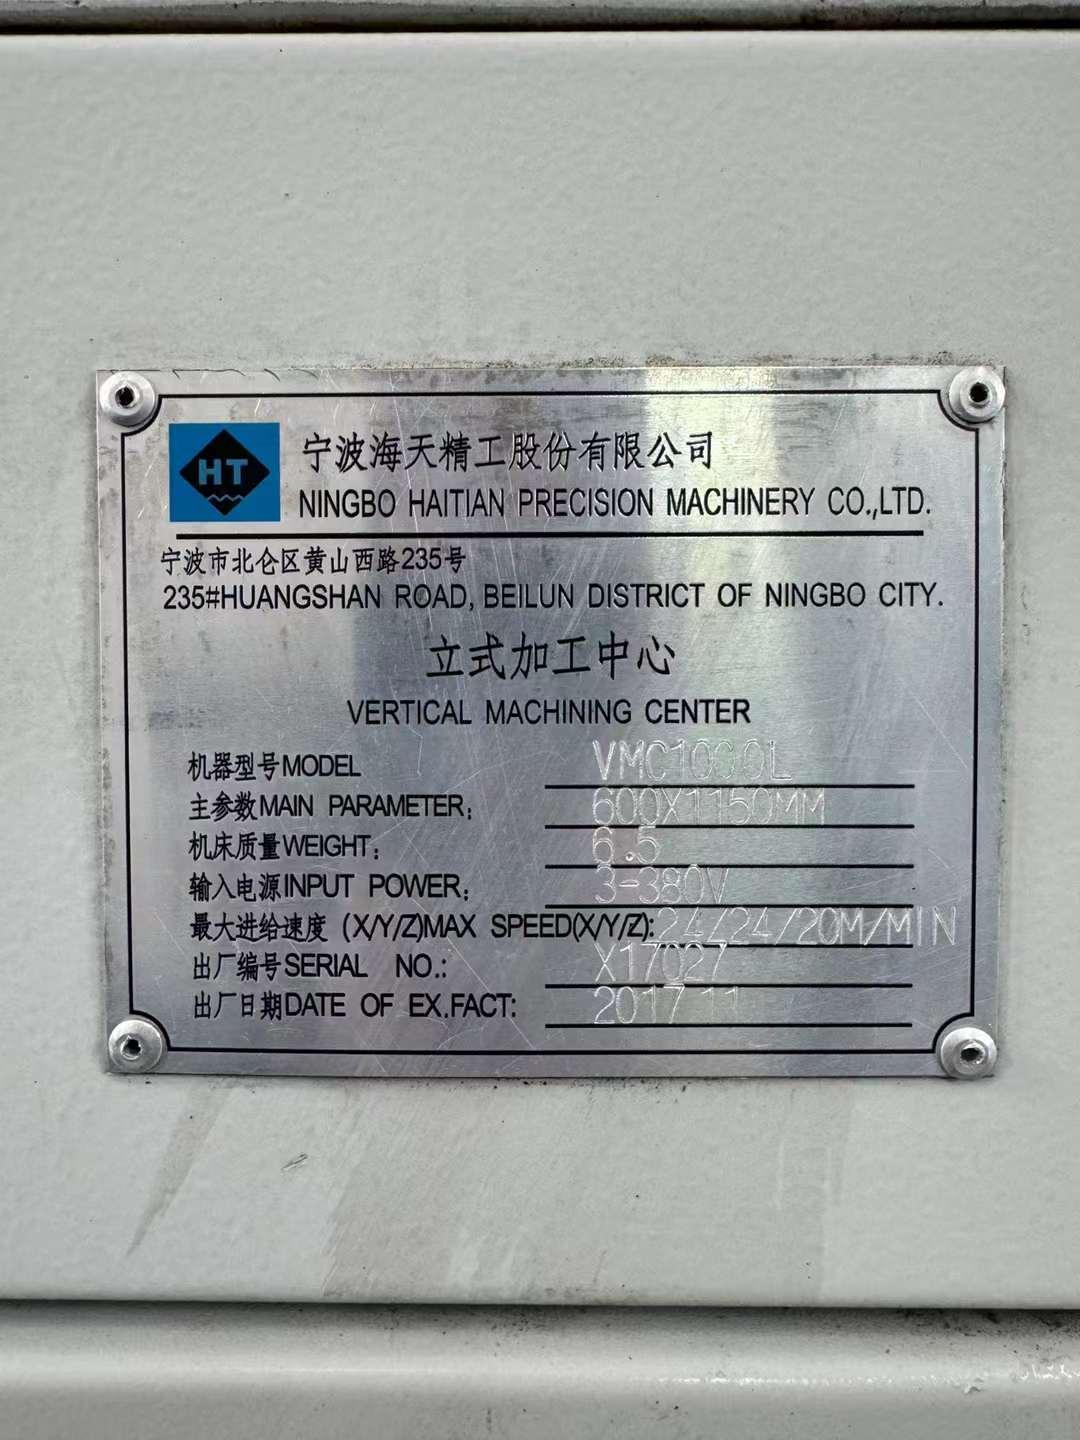 HT
宁波海天精工股份有限公司
NINGBO HAITIAN PRECISION MACHINERY CO.,LTD.
宁波市北仑区黄山西路235号
235#HUANGSHAN ROAD, BEILUN DISTRICT OF NINGBO CITY.
立式加工中心
VERTICAL MACHINING CENTER
机器型号MODEL VMC1000L
主参数MAIN PARAMETER: 600X1150MM
机床质量WEIGHT: 6.5
输入电源INPUT POWER: 3-380V
最大进给速度 (X/Y/Z)MAX SPEED(X/Y/Z): 24/24/20M/MIN
出厂编号SERIAL NO.: X17027
出厂日期DATE OF EX.FACT: 2017.11